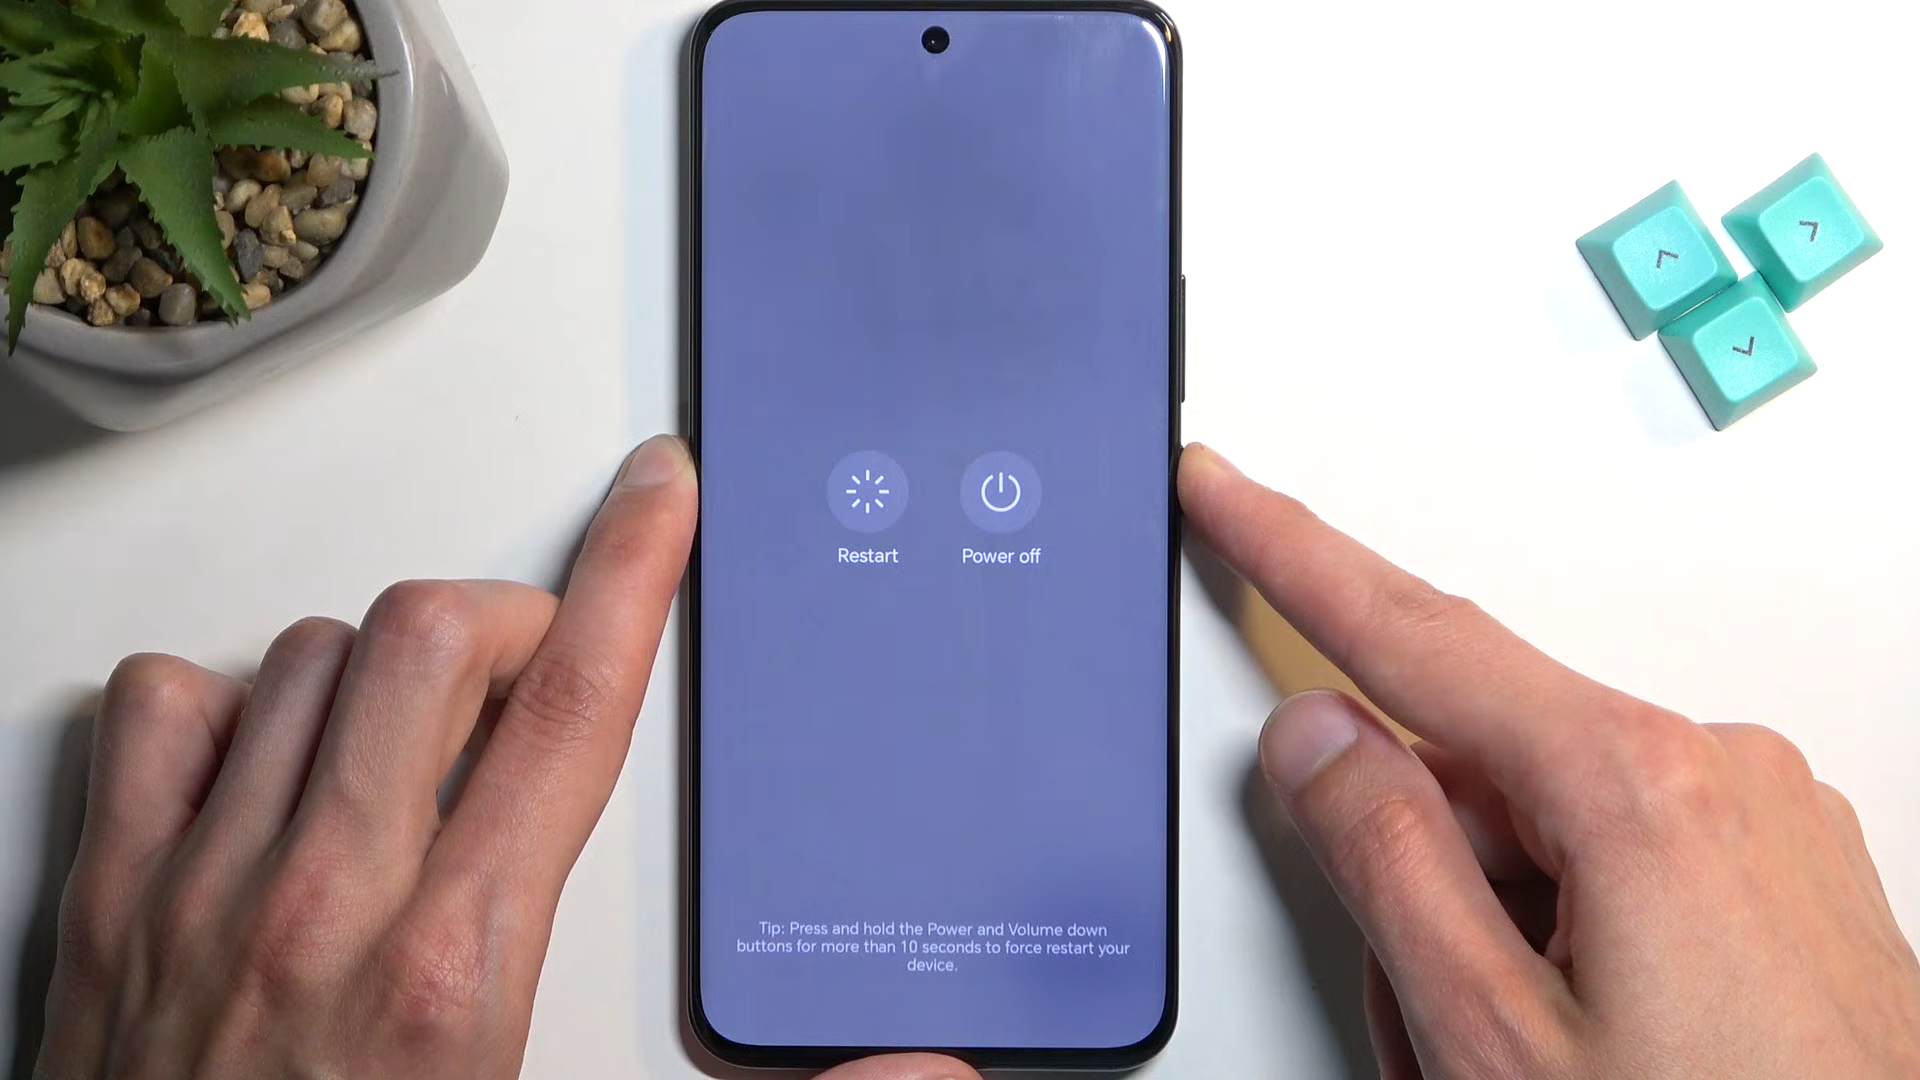 Restart
Power off
Tip: Press and hold the Power and Volume down
buttons for more than 10 seconds to force restart your
device.